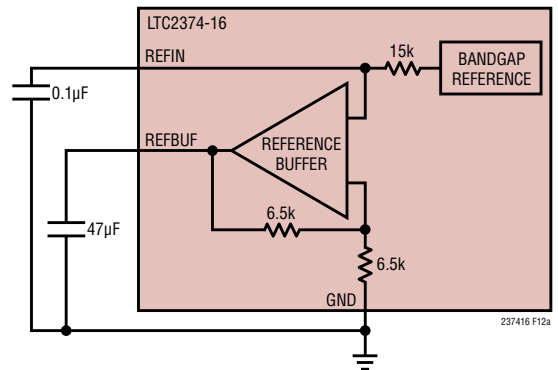 LTC2374-16
REFIN
15k
BANDGAP
REFERENCE
0.1µF
REFBUF
REFERENCE
BUFFER
6.5k
47µF
6.5k
GND
237416 F12a